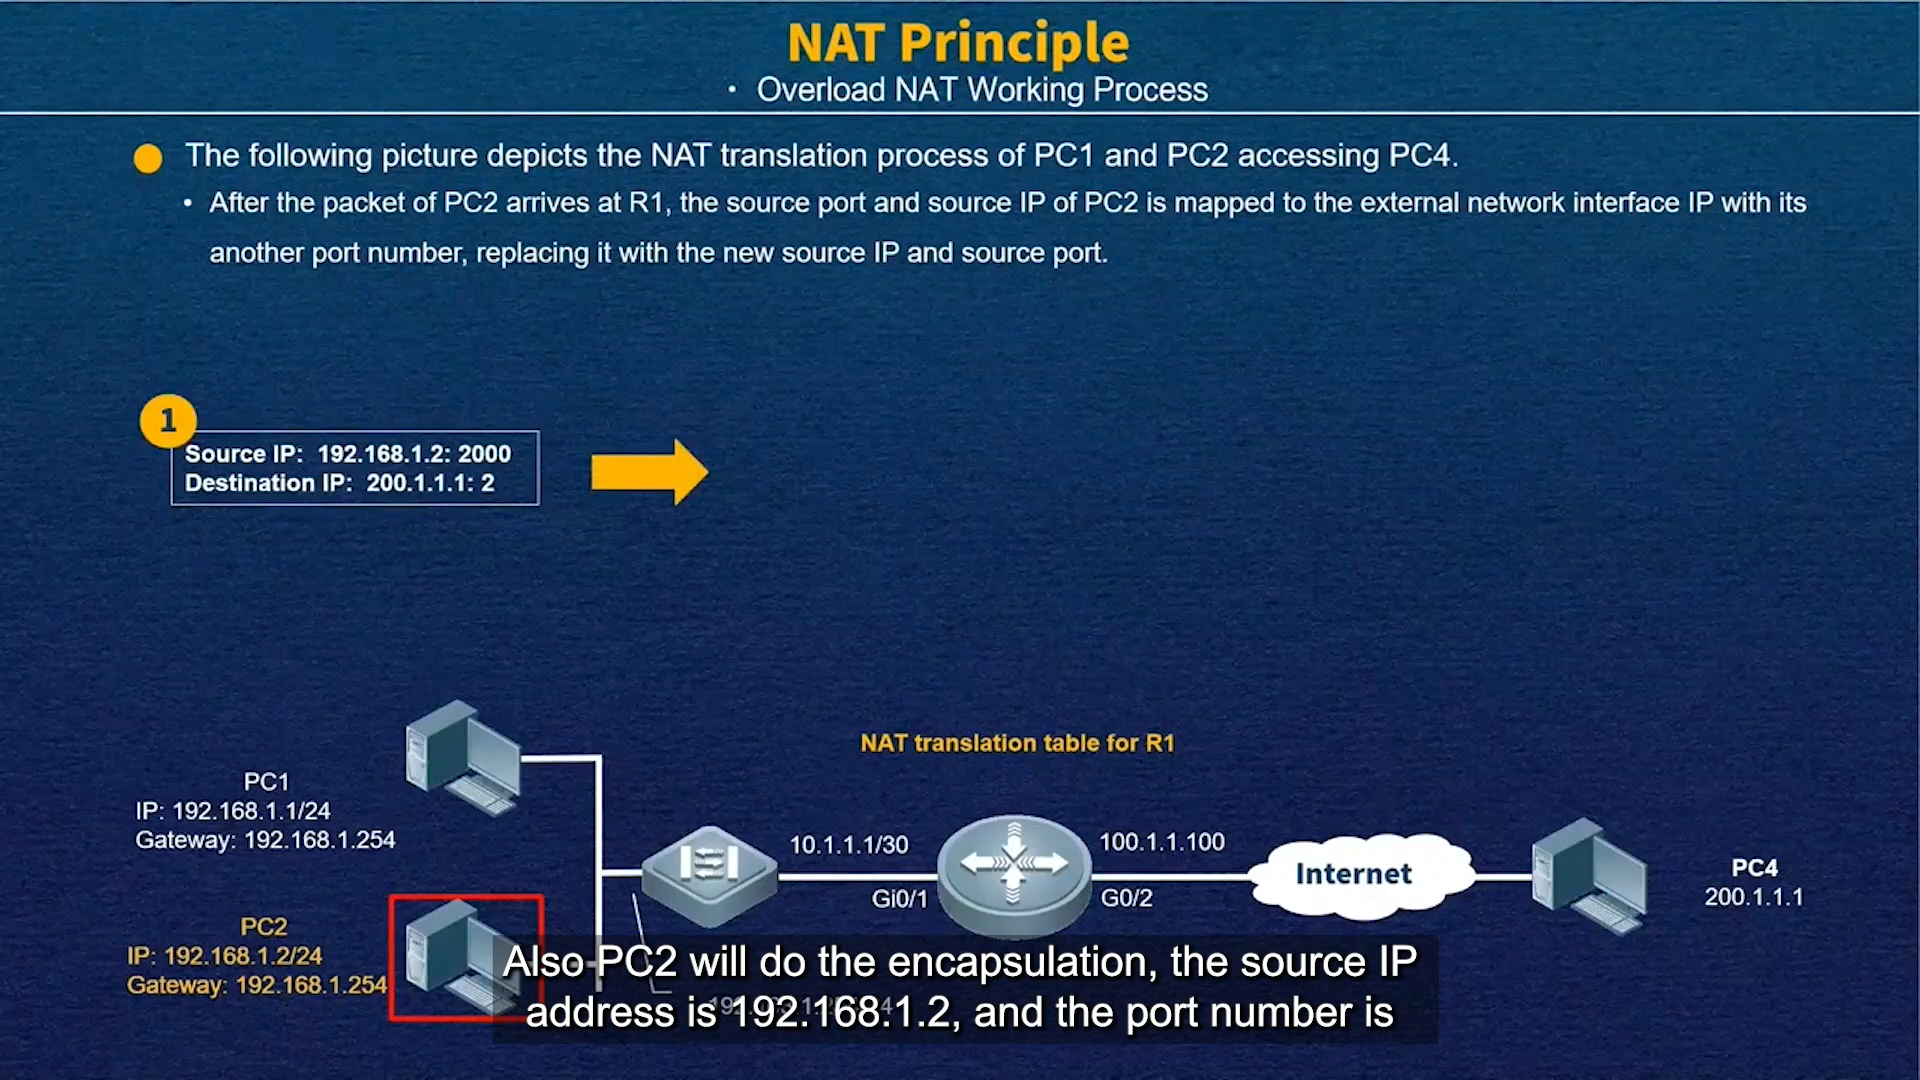 NAT Principle
• Overload NAT Working Process
The following picture depicts the NAT translation process of PC1 and PC2 accessing PC4.
• After the packet of PC2 arrives at R1, the source port and source IP of PC2 is mapped to the external network interface IP with its
another port number, replacing it with the new source IP and source port.
1
Source IP: 192.168.1.2: 2000
Destination IP: 200.1.1.1: 2
NAT translation table for R1
PC1
IP: 192.168.1.1/24
Gateway: 192.168.1.254
10.1.1.1/30
100.1.1.100
Internet
PC4
200.1.1.1
Gi0/1
G0/2
PC2
IP: 192.168.1.2/24
Gateway: 192.168.1.254
Also PC2 will do the encapsulation, the source IP
address is 192.168.1.2, and the port number is